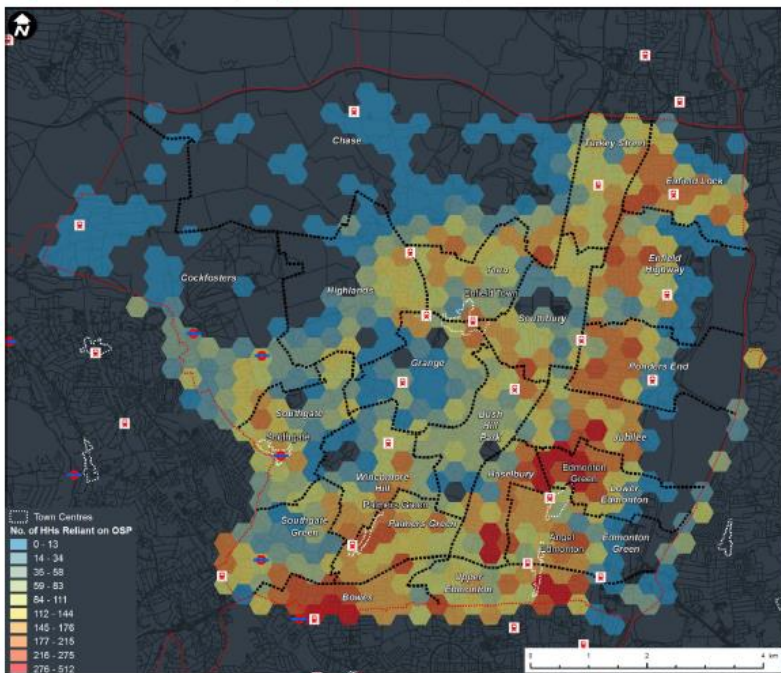 N
Chase
Turkey Street
Enfield Lock
Cockfosters
Highlands
Town
Enfield Town
Enfield
Highway
Southbury
Grange
Ponders End
Southgate
Southgate
Bush
Hill
Park
Jubilee
Winchmore
Hill
Haselbury
Edmonton
Green
Lower
Edmonton
Palmers Green
Palmers Green
Southgate
Green
Angel
Edmonton
Edmonton
Green
Upper
Edmonton
Bowes
Town Centres
No. of HHs Reliant on OSP
0 - 13
14 - 34
35 - 58
59 - 83
84 - 111
112 - 144
145 - 176
177 - 215
216 - 275
276 - 512
0 1 2 4 km